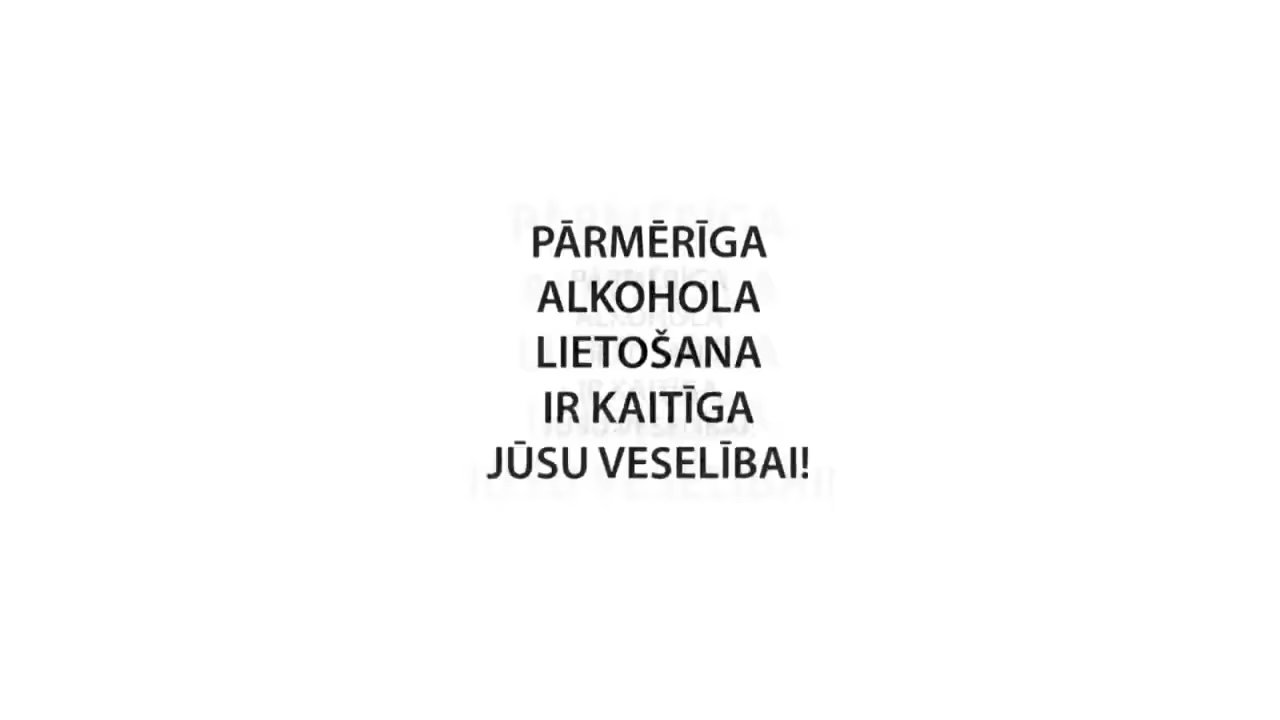 PĀRMĒRĪGA
ALKOHOLA
LIETOŠANA
IR KAITĪGA
JŪSU VESELĪBAI!